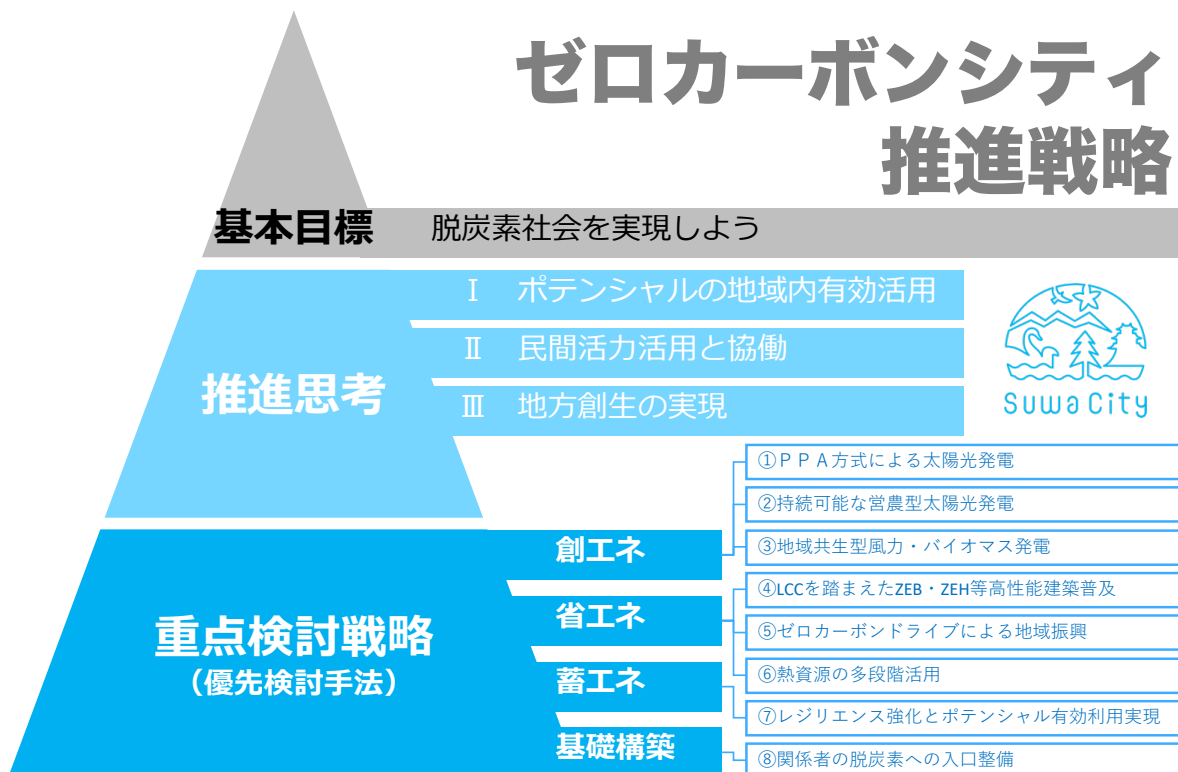 ゼロカーボンシティ
推進戦略
基本目標
脱炭素社会を実現しよう
推進思考
Ⅰ ポテンシャルの地域内有効活用
Ⅱ 民間活力活用と協働
Ⅲ 地方創生の実現
Suwa City
重点検討戦略
（優先検討手法）
創エネ
①ＰＰＡ方式による太陽光発電
②持続可能な営農型太陽光発電
③地域共生型風力・バイオマス発電
省エネ
④LCCを踏まえたZEB・ZEH等高性能建築普及
⑤ゼロカーボンドライブによる地域振興
⑥熱資源の多段階活用
蓄エネ
⑦レジリエンス強化とポテンシャル有効利用実現
基礎構築
⑧関係者の脱炭素への入口整備